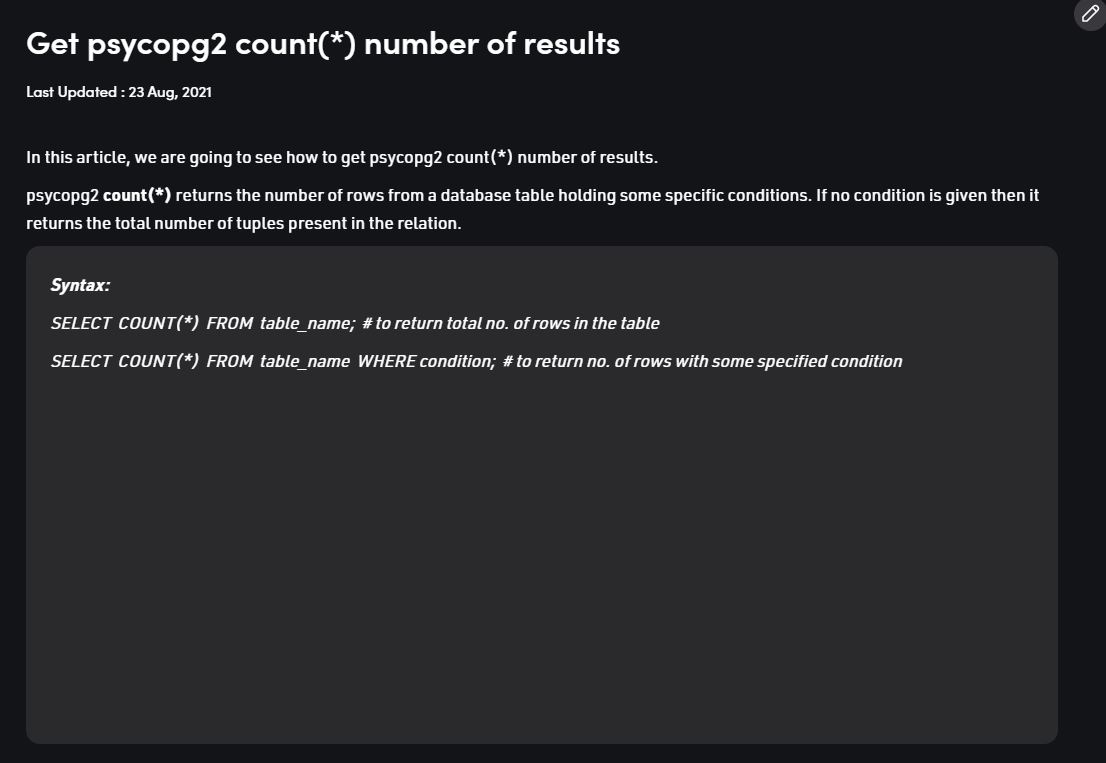 Get psycopg2 count(*) number of results
Last Updated : 23 Aug, 2021
In this article, we are going to see how to get psycopg2 count(*) number of results.
psycopg2 count(*) returns the number of rows from a database table holding some specific conditions. If no condition is given then it
returns the total number of tuples present in the relation.
Syntax:
SELECT COUNT(*) FROM table_name; # to return total no. of rows in the table
SELECT COUNT(*) FROM table_name WHERE condition; # to return no. of rows with some specified condition